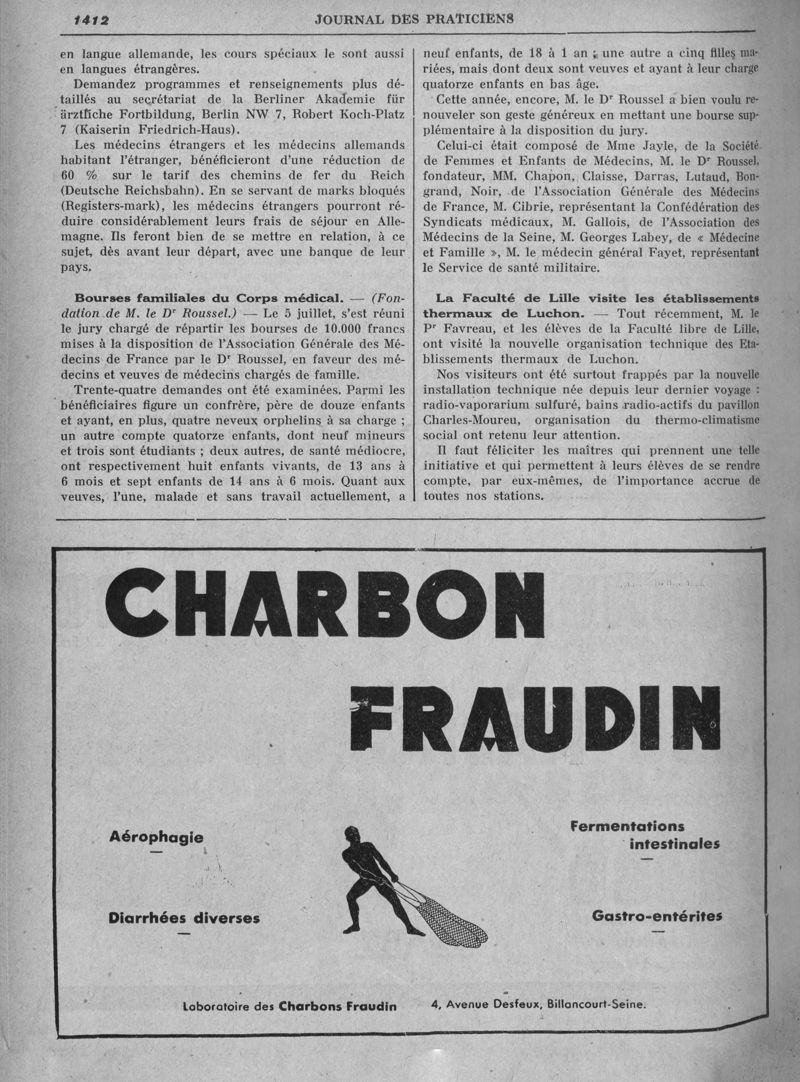 1412
JOURNAL DES PRATICIENS
en langue allemande, les cours spéciaux le sont aussi
en langues étrangères.
Demandez programmes et renseignements plus dé-
taillés au secrétariat de la Berliner Akademie für
ärztfiche Fortbildung, Berlin NW 7, Robert Koch-Platz
7 (Kaiserin Friedrich-Haus).
Les médecins étrangers et les médecins allemands
habitant l'étranger, bénéficieront d'une réduction de
60 % sur le tarif des chemins de fer du Reich
(Deutsche Reichsbahn). En se servant de marks bloqués
(Registers-mark), les médecins étrangers pourront ré-
duire considérablement leurs frais de séjour en Alle-
magne. Ils feront bien de se mettre en relation, à ce
sujet, dès avant leur départ, avec une banque de leur
pays.
Bourses familiales du Corps médical. — (Fon-
dation de M. le Dr Roussel.) — Le 5 juillet, s'est réuni
le jury chargé de répartir les bourses de 10.000 francs
mises à la disposition de l'Association Générale des Mé-
decins de France par le Dr Roussel, en faveur des mé-
decins et veuves de médecins chargés de famille.
Trente-quatre demandes ont été examinées. Parmi les
bénéficiaires figure un confrère, père de douze enfants
et ayant, en plus, quatre neveux orphelins à sa charge ;
un autre compte quatorze enfants, dont neuf mineurs
et trois sont étudiants ; deux autres, de santé médiocre,
ont respectivement huit enfants vivants, de 13 ans à
6 mois et sept enfants de 14 ans à 6 mois. Quant aux
veuves, l'une, malade et sans travail actuellement, a
neuf enfants, de 18 à 1 an ; une autre a cinq filles ma-
riées, mais dont deux sont veuves et ayant à leur charge
quatorze enfants en bas âge.
Cette année, encore, M. le Dr Roussel a bien voulu re-
nouveler son geste généreux en mettant une bourse sup-
plémentaire à la disposition du jury.
Celui-ci était composé de Mme Jayle, de la Société
de Femmes et Enfants de Médecins, M. le Dr Roussel,
fondateur, MM. Chapon, Claisse, Darras, Lutaud, Bon-
grand, Noir, de l'Association Générale des Médecins
de France, M. Cibrie, représentant la Confédération des
Syndicats médicaux, M. Gallois, de l'Association des
Médecins de la Seine, M. Georges Labey, de « Médecine
et Famille », M. le médecin général Fayet, représentant
le Service de santé militaire.
La Faculté de Lille visite les établissements
thermaux de Luchon. — Tout récemment, M. le
Pr Favreau, et les élèves de la Faculté libre de Lille,
ont visité la nouvelle organisation technique des Eta-
blissements thermaux de Luchon.
Nos visiteurs ont été surtout frappés par la nouvelle
installation technique née depuis leur dernier voyage :
radio-vaporarium sulfuré, bains radio-actifs du pavillon
Charles-Moureu, organisation du thermo-climatisme
social ont retenu leur attention.
Il faut féliciter les maîtres qui prennent une telle
initiative et qui permettent à leurs élèves de se rendre
compte, par eux-mêmes, de l'importance accrue de
toutes nos stations.
CHARBON
FRAUDIN
Aérophagie
Fermentations
intestinales
Diarrhées diverses
Gastro-entérites
Laboratoire des Charbons Fraudin 4, Avenue Desfeux, Billancourt-Seine.